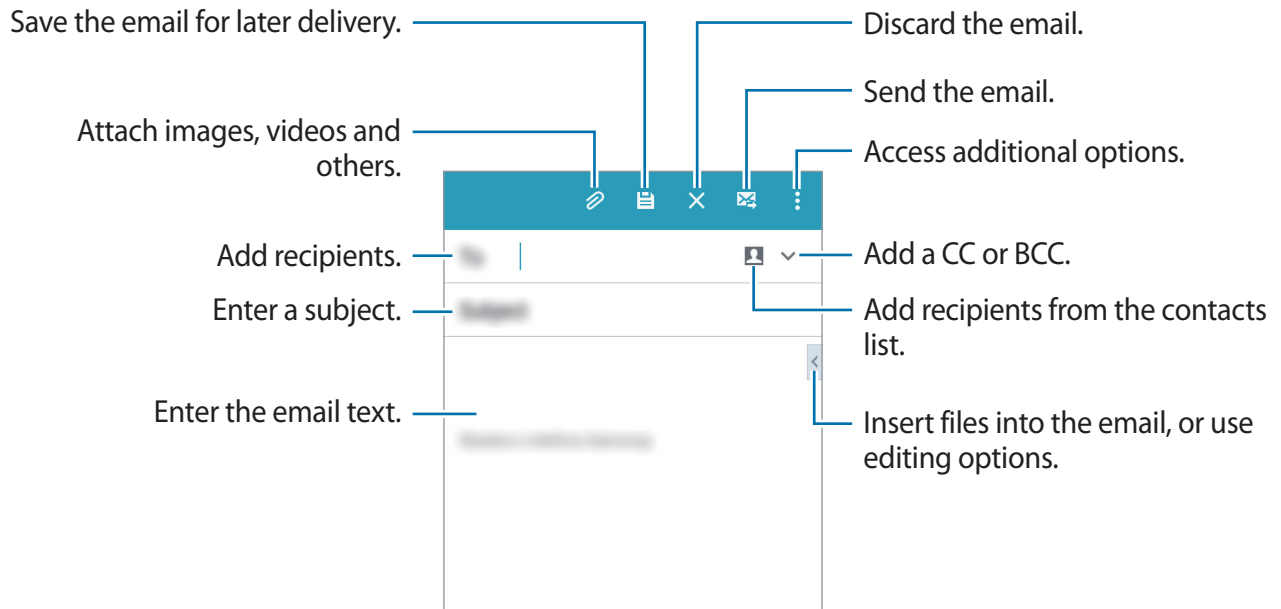 Save the email for later delivery.
Discard the email.
Send the email.
Attach images, videos and
others.
Access additional options.
Add recipients.
To
Add a CC or BCC.
Enter a subject.
Subject
Add recipients from the contacts
list.
Enter the email text.
Insert files into the email, or use
editing options.